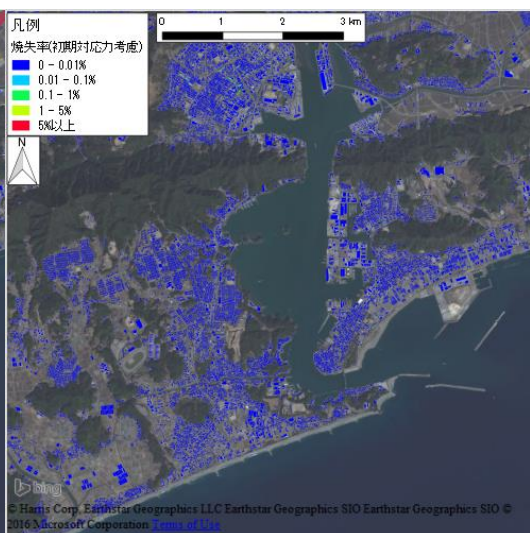 凡例
焼失率(初期対応力考慮)
0 - 0.01%
0.01 - 0.1%
0.1 - 1%
1 - 5%
5%以上
0 1 2 3 km
N
bing
© Harris Corp, Earthstar Geographics LLC Earthstar Geographics SIO Earthstar Geographics SIO ©
2016 Microsoft Corporation Terms of Use